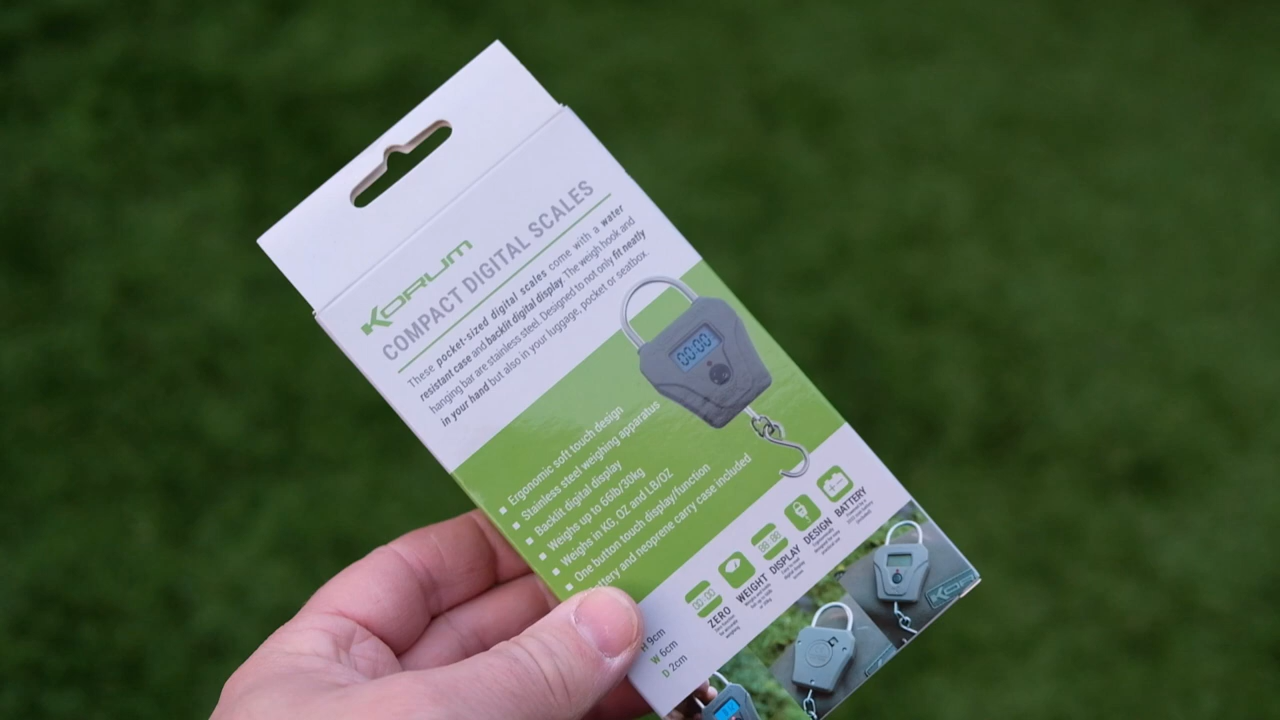 KORUM
COMPACT DIGITAL SCALES
These pocket-sized digital scales come with a water
resistant case and backlit digital display. The weigh hook and
hanging bar are stainless steel. Designed to not only fit neatly
in your hand but also in your luggage, pocket or seatbox.
00:00
Ergonomic soft touch design
Stainless steel weighing apparatus
Backlit digital display
Weighs up to 66lb/30kg
Weighs in KG, OZ and LB/OZ
One button touch display/function
and neoprene carry case included
ZERO
WEIGHT
DISPLAY
DESIGN
BATTERY
H 9cm
W 6cm
D 2cm